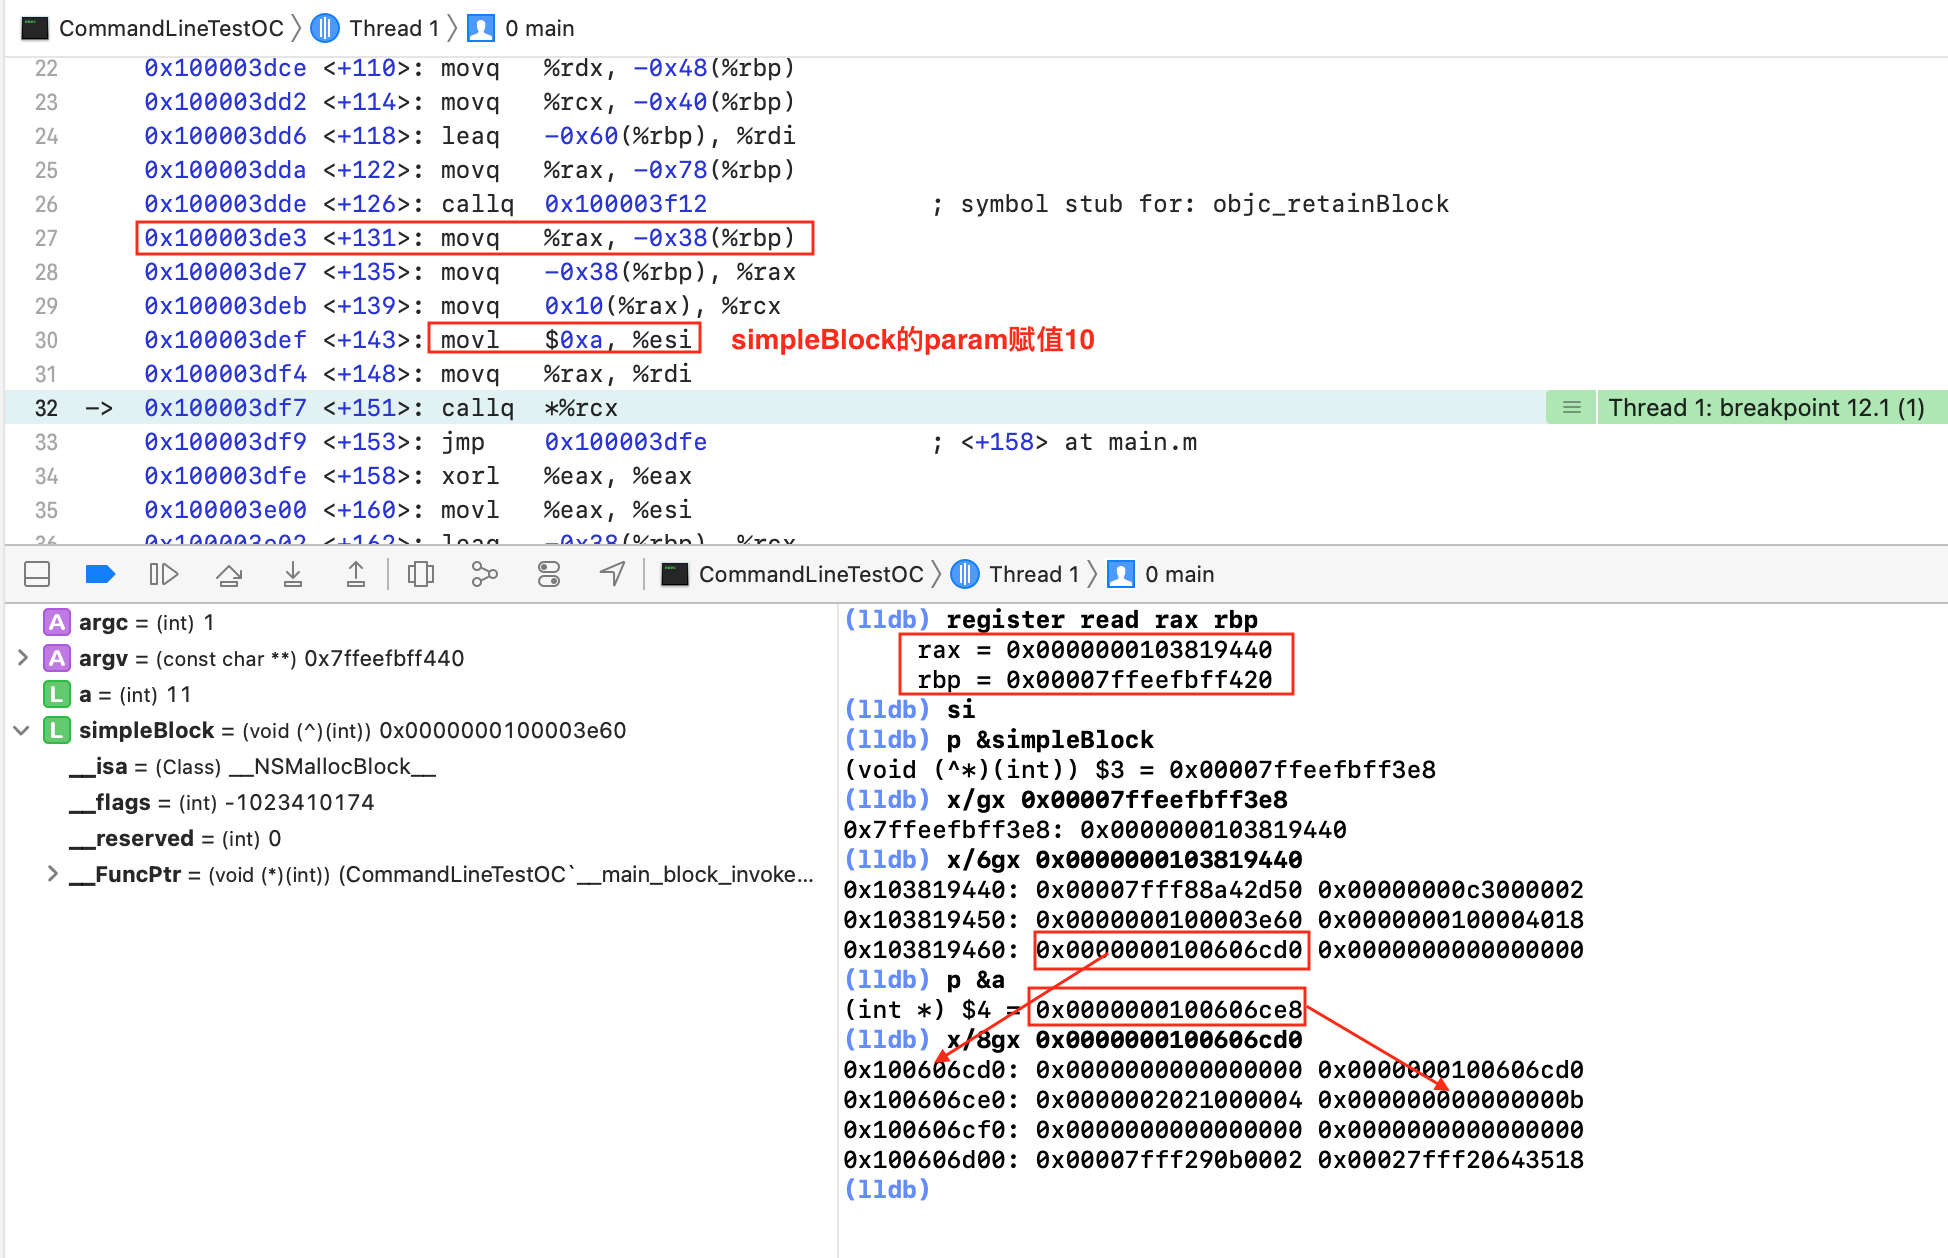 CommandLineTestOC 〉 Thread 1 〉 0 main
22 0x100003dce <+110>: movq %rdx, -0x48(%rbp)
23 0x100003dd2 <+114>: movq %rcx, -0x40(%rbp)
24 0x100003dd6 <+118>: leaq -0x60(%rbp), %rdi
25 0x100003dda <+122>: movq %rax, -0x78(%rbp)
26 0x100003dde <+126>: callq 0x100003f12 ; symbol stub for: objc_retainBlock
27 0x100003de3 <+131>: movq %rax, -0x38(%rbp)
28 0x100003de7 <+135>: movq -0x38(%rbp), %rax
29 0x100003deb <+139>: movq 0x10(%rax), %rcx
30 0x100003def <+143>: movl $0xa, %esi simpleBlock的param赋值10
31 0x100003df4 <+148>: movq %rax, %rdi
32 -> 0x100003df7 <+151>: callq *%rcx Thread 1: breakpoint 12.1 (1)
33 0x100003df9 <+153>: jmp 0x100003dfe ; <+158> at main.m
34 0x100003dfe <+158>: xorl %eax, %eax
35 0x100003e00 <+160>: movl %eax, %esi
36 0x100003e02 <+162>: leaq -0x38(%rbp), %rcx
CommandLineTestOC 〉 Thread 1 〉 0 main
A argc = (int) 1
A argv = (const char **) 0x7ffeefbff440
L a = (int) 11
L simpleBlock = (void (^)(int)) 0x0000000100003e60
__isa = (Class) __NSMallocBlock__
__flags = (int) -1023410174
__reserved = (int) 0
__FuncPtr = (void (*)(int)) (CommandLineTestOC`__main_block_invoke...
(lldb) register read rax rbp
rax = 0x0000000103819440
rbp = 0x00007ffeefbff420
(lldb) si
(lldb) p &simpleBlock
(void (^*)(int)) $3 = 0x00007ffeefbff3e8
(lldb) x/gx 0x00007ffeefbff3e8
0x7ffeefbff3e8: 0x0000000103819440
(lldb) x/6gx 0x0000000103819440
0x103819440: 0x00007fff88a42d50 0x00000000c3000002
0x103819450: 0x0000000100003e60 0x0000000100004018
0x103819460: 0x0000000100606cd0 0x0000000000000000
(lldb) p &a
(int *) $4 = 0x0000000100606ce8
(lldb) x/8gx 0x0000000100606cd0
0x100606cd0: 0x0000000000000000 0x0000000100606cd0
0x100606ce0: 0x0000002021000004 0x000000000000000b
0x100606cf0: 0x0000000000000000 0x0000000000000000
0x100606d00: 0x00007fff290b0002 0x00027fff20643518
(lldb)